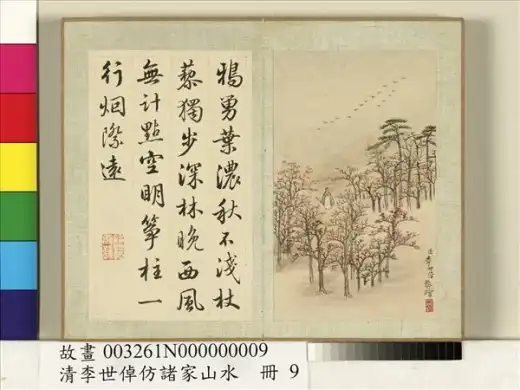 鴉勇葉濃秋不淺杖
藜獨步深林晚西風
無計點空明箏柱一
行烟際遠
故畫 003261N000000009
清李世倬仿諸家山水 冊 9